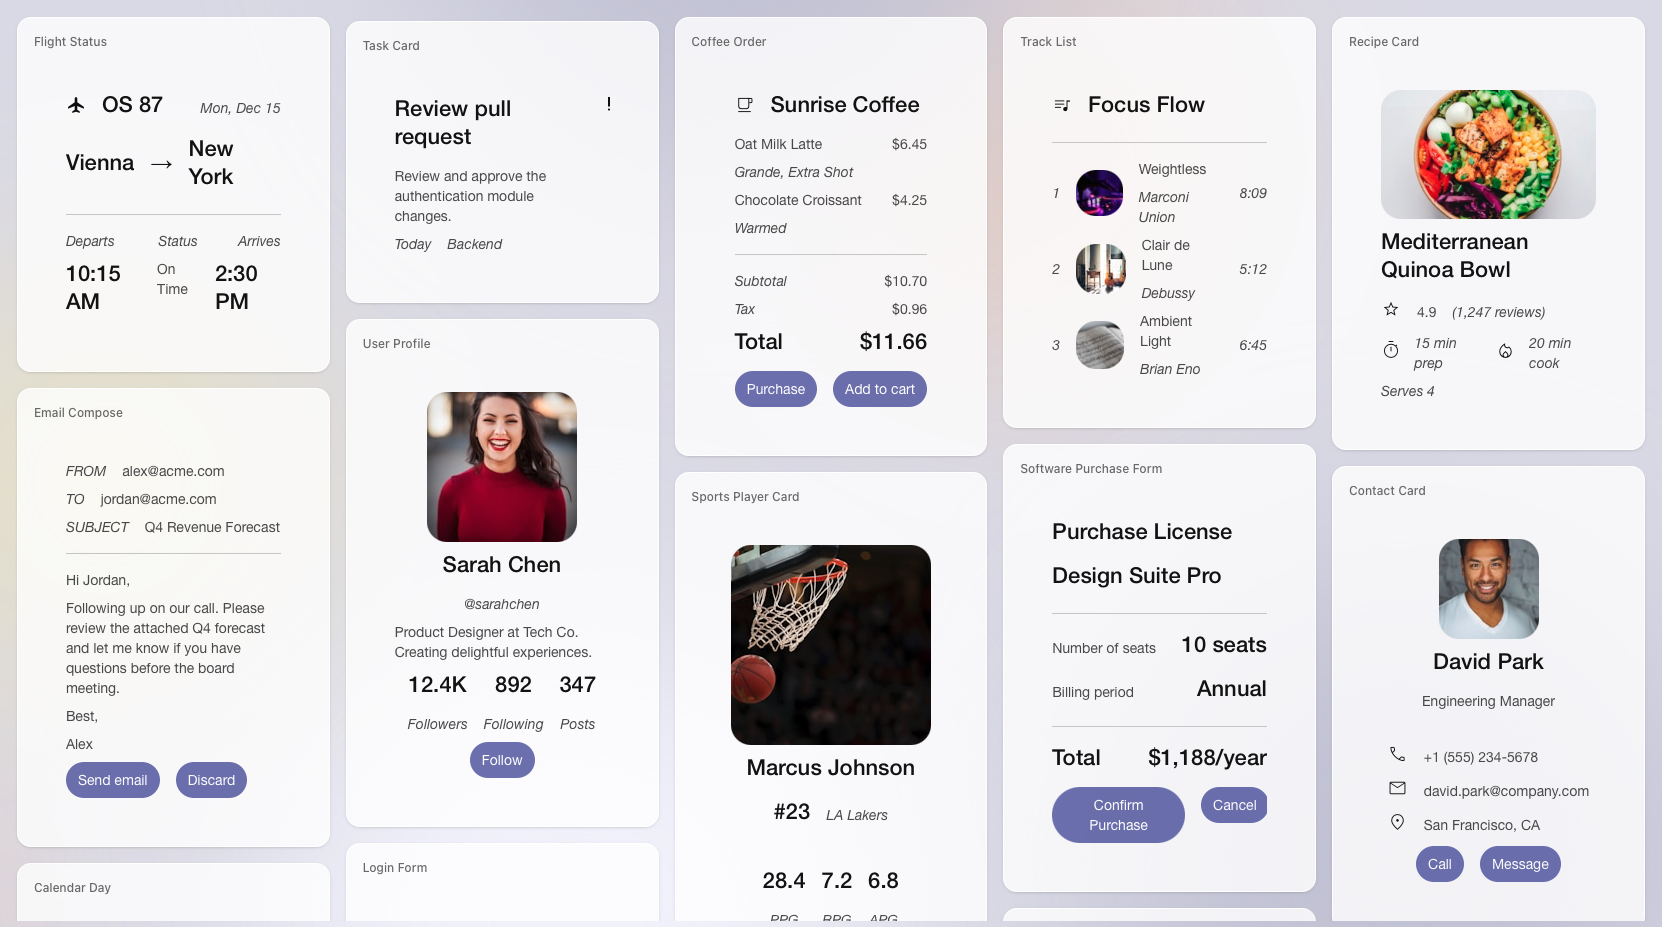 Flight Status
OS 87
Mon, Dec 15
Vienna → New
York
Departs Status Arrives
10:15
AM
On
Time
2:30
PM
Email Compose
FROM alex@acme.com
TO jordan@acme.com
SUBJECT Q4 Revenue Forecast
Hi Jordan,
Following up on our call. Please
review the attached Q4 forecast
and let me know if you have
questions before the board
meeting.
Best,
Alex
Send email Discard
Calendar Day
Task Card
Review pull
request
!
Review and approve the
authentication module
changes.
Today Backend
User Profile
Sarah Chen
@sarahchen
Product Designer at Tech Co.
Creating delightful experiences.
12.4K 892 347
Followers Following Posts
Follow
Login Form
Coffee Order
Sunrise Coffee
Oat Milk Latte $6.45
Grande, Extra Shot
Chocolate Croissant $4.25
Warmed
Subtotal $10.70
Tax $0.96
Total $11.66
Purchase Add to cart
Sports Player Card
Marcus Johnson
#23 LA Lakers
28.4 7.2 6.8
PPG RPG APG
Track List
Focus Flow
1
Weightless
Marconi
Union
8:09
2
Clair de
Lune
Debussy
5:12
3
Ambient
Light
Brian Eno
6:45
Software Purchase Form
Purchase License
Design Suite Pro
Number of seats 10 seats
Billing period Annual
Total $1,188/year
Confirm
Purchase
Cancel
Recipe Card
Mediterranean
Quinoa Bowl
4.9 (1,247 reviews)
15 min
prep
20 min
cook
Serves 4
Contact Card
David Park
Engineering Manager
+1 (555) 234-5678
david.park@company.com
San Francisco, CA
Call Message